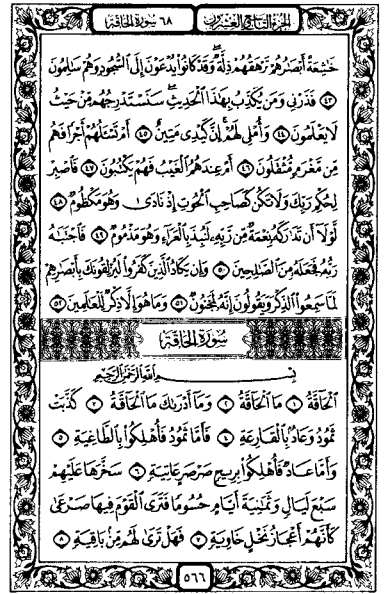 الجزء التاسع والعشرون ٦٨ سورة الحاقة
خَٰشِعَةً أَبْصَٰرُهُمْ تَرْهَقُهُمْ ذِلَّةٌ وَقَدْ كَانُوا۟ يُدْعَوْنَ إِلَى ٱلسُّجُودِ وَهُمْ سَٰلِمُونَ
٤٣ فَذَرْنِى وَمَن يُكَذِّبُ بِهَٰذَا ٱلْحَدِيثِ سَنَسْتَدْرِجُهُم مِّنْ حَيْثُ
لَا يَعْلَمُونَ ٤٤ وَأُمْلِى لَهُمْ إِنَّ كَيْدِى مَتِينٌ ٤٥ أَمْ تَسْـَٔلُهُمْ أَجْرًا فَهُم
مِّن مَّغْرَمٍ مُّثْقَلُونَ ٤٦ أَمْ عِندَهُمُ ٱلْغَيْبُ فَهُمْ يَكْتُبُونَ ٤٧ فَٱصْبِرْ
لِحُكْمِ رَبِّكَ وَلَا تَكُن كَصَاحِبِ ٱلْحُوتِ إِذْ نَادَىٰ وَهُوَ مَكْظُومٌ ٤٨
لَّوْلَآ أَن تَدَٰرَكَهُۥ نِعْمَةٌ مِّن رَّبِّهِۦ لَنُبِذَ بِٱلْعَرَآءِ وَهُوَ مَذْمُومٌ ٤٩ فَٱجْتَبَٰهُ
رَبُّهُۥ فَجَعَلَهُۥ مِنَ ٱلصَّٰلِحِينَ ٥٠ وَإِن يَكَادُ ٱلَّذِينَ كَفَرُوا۟ لَيُزْلِقُونَكَ بِأَبْصَٰرِهِمْ
لَمَّا سَمِعُوا۟ ٱلذِّكْرَ وَيَقُولُونَ إِنَّهُۥ لَمَجْنُونٌ ٥١ وَمَا هُوَ إِلَّا ذِكْرٌ لِّلْعَٰلَمِينَ ٥٢
سورة الحاقة
بِسْمِ ٱللَّهِ ٱلرَّحْمَٰنِ ٱلرَّحِيمِ
ٱلْحَآقَّةُ ١ مَا ٱلْحَآقَّةُ ٢ وَمَآ أَدْرَىٰكَ مَا ٱلْحَآقَّةُ ٣ كَذَّبَتْ
ثَمُودُ وَعَادٌۢ بِٱلْقَارِعَةِ ٤ فَأَمَّا ثَمُودُ فَأُهْلِكُوا۟ بِٱلطَّاغِيَةِ ٥
وَأَمَّا عَادٌ فَأُهْلِكُوا۟ بِرِيحٍ صَرْصَرٍ عَاتِيَةٍ ٦ سَخَّرَهَا عَلَيْهِمْ
سَبْعَ لَيَالٍ وَثَمَٰنِيَةَ أَيَّامٍ حُسُومًا فَتَرَى ٱلْقَوْمَ فِيهَا صَرْعَىٰ
كَأَنَّهُمْ أَعْجَازُ نَخْلٍ خَاوِيَةٍ ٧ فَهَلْ تَرَىٰ لَهُم مِّنۢ بَاقِيَةٍ ٨
٥٦٦